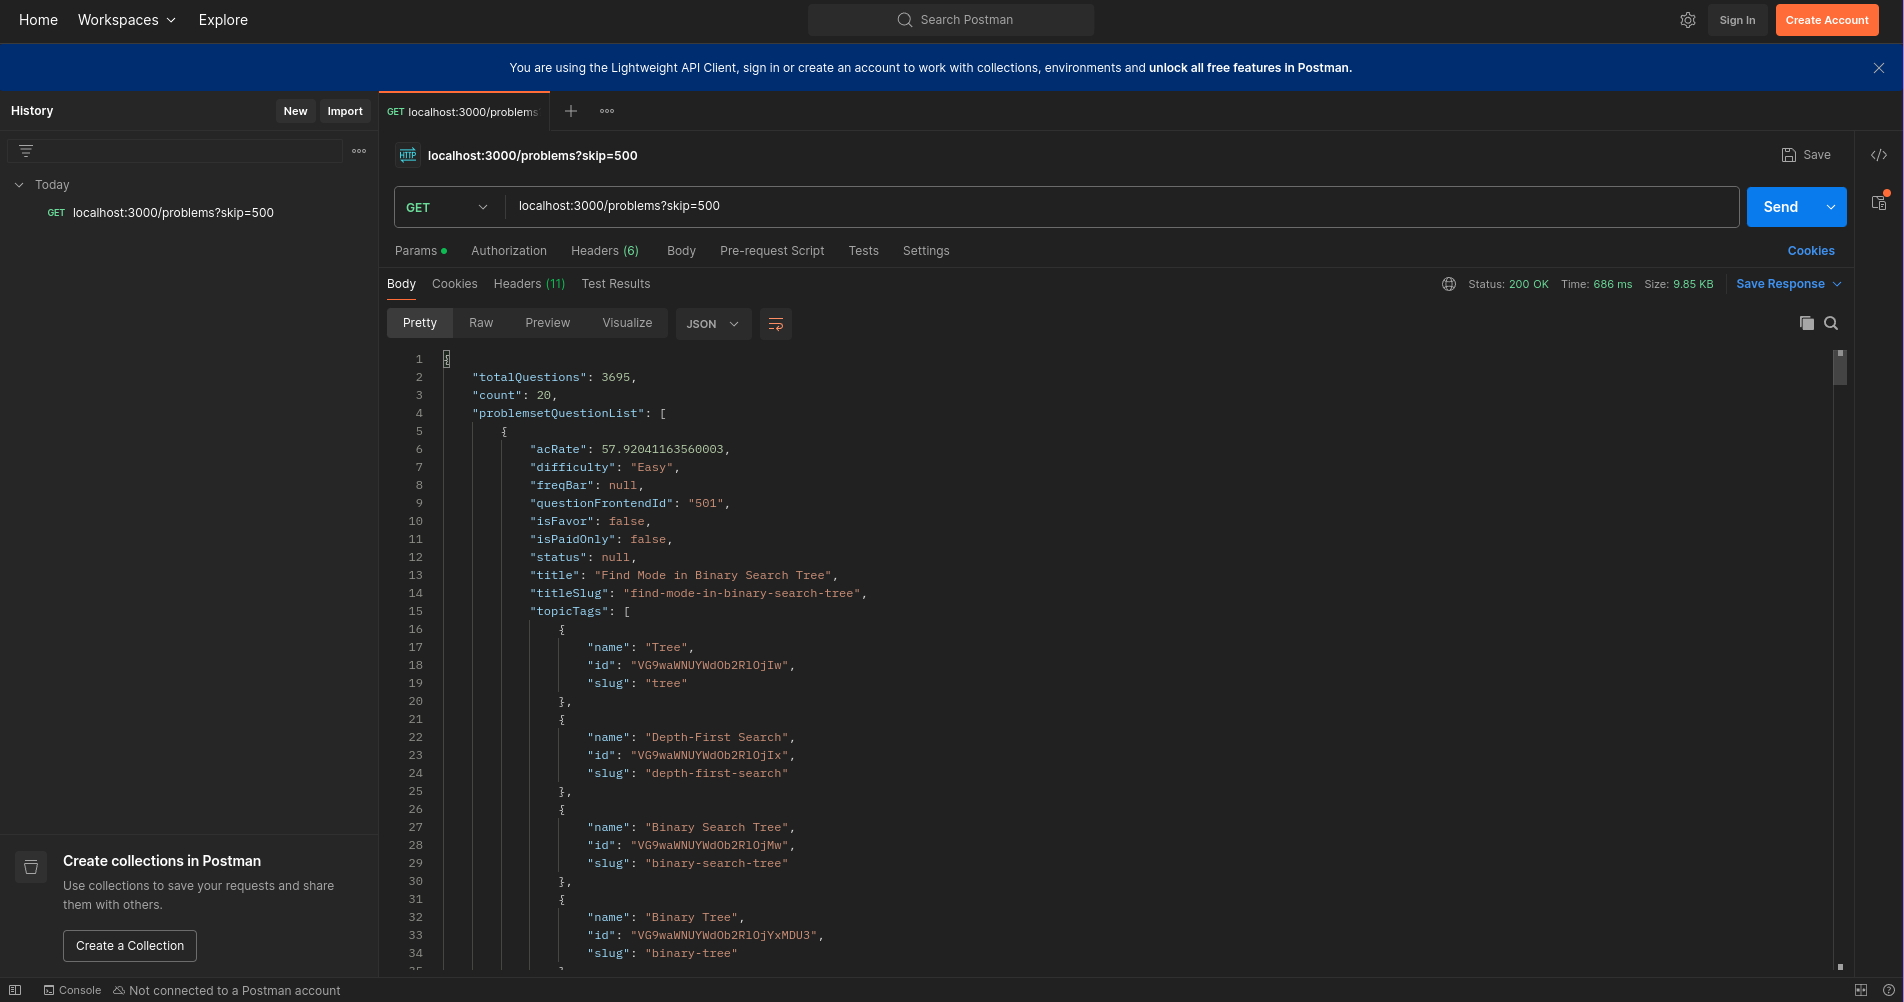 Home Workspaces Explore Search Postman Sign In Create Account
You are using the Lightweight API Client, sign in or create an account to work with collections, environments and unlock all free features in Postman.
History New Import
Today
GET localhost:3000/problems?skip=500
GET localhost:3000/problems
HTTP localhost:3000/problems?skip=500 Save
GET localhost:3000/problems?skip=500 Send
Params Authorization Headers (6) Body Pre-request Script Tests Settings Cookies
Body Cookies Headers (11) Test Results Status: 200 OK Time: 686 ms Size: 9.85 KB Save Response
Pretty Raw Preview Visualize JSON
1 {
2 "totalQuestions": 3695,
3 "count": 20,
4 "problemsetQuestionList": [
5 {
6 "acRate": 57.92041163560003,
7 "difficulty": "Easy",
8 "freqBar": null,
9 "questionFrontendId": "501",
10 "isFavor": false,
11 "isPaidOnly": false,
12 "status": null,
13 "title": "Find Mode in Binary Search Tree",
14 "titleSlug": "find-mode-in-binary-search-tree",
15 "topicTags": [
16 {
17 "name": "Tree",
18 "id": "VG9waWNUYWdOb2RlOjIw",
19 "slug": "tree"
20 },
21 {
22 "name": "Depth-First Search",
23 "id": "VG9waWNUYWdOb2RlOjIx",
24 "slug": "depth-first-search"
25 },
26 {
27 "name": "Binary Search Tree",
28 "id": "VG9waWNUYWdOb2RlOjMw",
29 "slug": "binary-search-tree"
30 },
31 {
32 "name": "Binary Tree",
33 "id": "VG9waWNUYWdOb2RlOjYxMDU3",
34 "slug": "binary-tree"
35 }
Create collections in Postman
Use collections to save your requests and share
them with others.
Create a Collection
Console Not connected to a Postman account